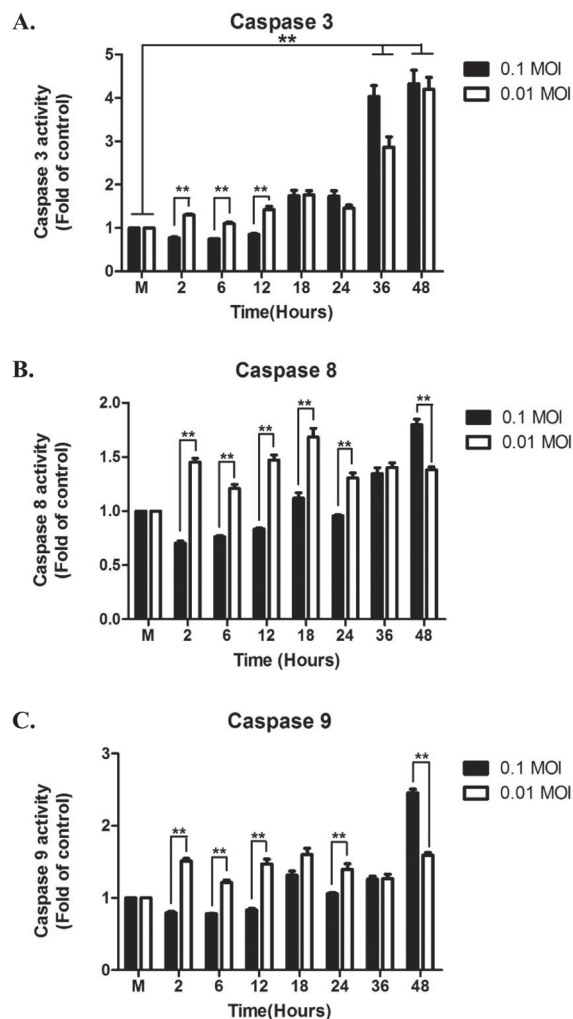 A.
Caspase 3
**
Caspase 3 activity
(Fold of control)
5
4
3
2
1
0
** ** **
M 2 6 12 18 24 36 48
Time(Hours)
0.1 MOI
0.01 MOI
B.
Caspase 8
Caspase 8 activity
(Fold of control)
2.0
1.5
1.0
0.5
0.0
** ** ** ** ** **
M 2 6 12 18 24 36 48
Time (Hours)
0.1 MOI
0.01 MOI
C.
Caspase 9
Caspase 9 activity
(Fold of control)
3
2
1
0
** ** ** ** **
M 2 6 12 18 24 36 48
Time(Hours)
0.1 MOI
0.01 MOI